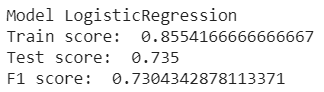 Model LogisticRegression
Train score:  0.8554166666666667
Test score:  0.735
F1 score:  0.7304342878113371